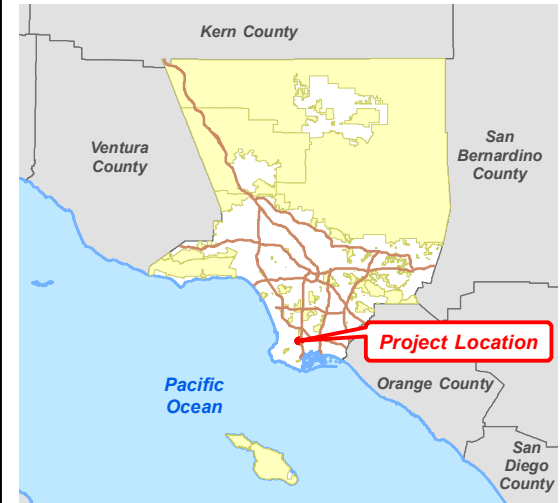 Kern County
Ventura
County
San
Bernardino
County
Project Location
Orange County
Pacific
Ocean
San
Diego
County